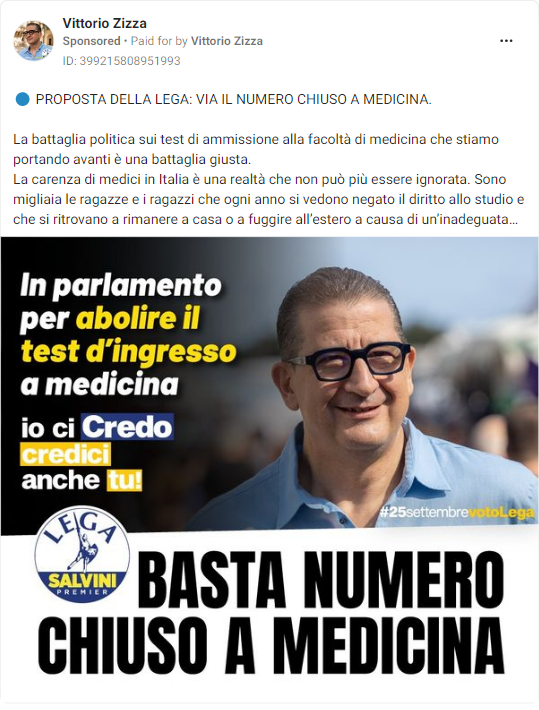 Vittorio Zizza
Sponsored • Paid for by Vittorio Zizza
ID: 399215808951993
PROPOSTA DELLA LEGA: VIA IL NUMERO CHIUSO A MEDICINA.
La battaglia politica sui test di ammissione alla facoltà di medicina che stiamo
portando avanti è una battaglia giusta.
La carenza di medici in Italia è una realtà che non può più essere ignorata. Sono
migliaia le ragazze e i ragazzi che ogni anno si vedono negato il diritto allo studio e
che si ritrovano a rimanere a casa o a fuggire all'estero a causa di un'inadeguata…
In parlamento
per abolire il
test d'ingresso
a medicina
io ci Credo
credici
anche tu!
#25settembrevotoLega
LEGA
SALVINI
PREMIER
BASTA NUMERO
CHIUSO A MEDICINA